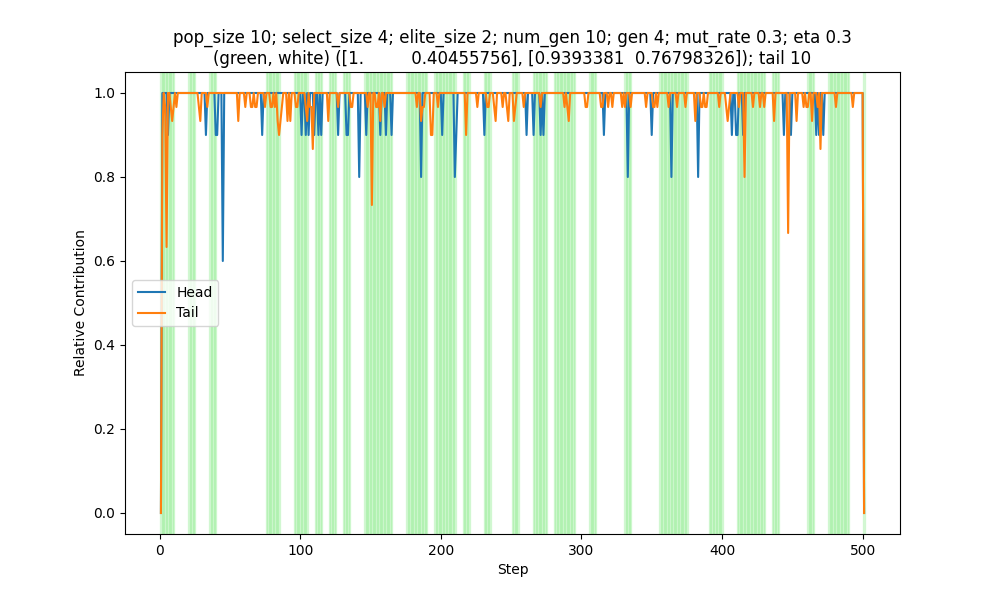 pop_size 10; select_size 4; elite_size 2; num_gen 10; gen 4; mut_rate 0.3; eta 0.3
(green, white) ([1.         0.40455756], [0.9393381  0.76798326]); tail 10
1.0
0.8
0.6
0.4
0.2
0.0
Relative Contribution
Head
Tail
0
100
200
300
400
500
Step